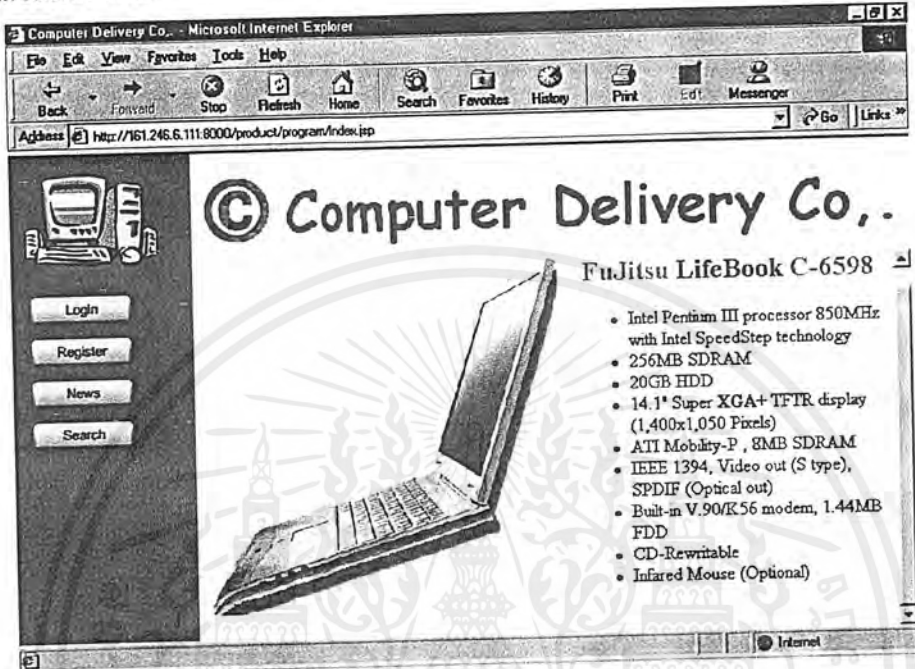 Computer Delivery Co,. - Microsoft Internet Explorer
File Edit View Favorites Tools Help
Back Forward Stop Refresh Home Search Favorites History Print Edit Messenger
Address http://161.246.6.111:8000/product/program/index.jsp Go Links »
© Computer Delivery Co,.
Login
Register
News
Search
FuJitsu LifeBook C-6598
• Intel Pentium III processor 850MHz
with Intel SpeedStep technology
• 256MB SDRAM
• 20GB HDD
• 14.1" Super XGA+ TFTR display
(1,400x1,050 Pixels)
• ATI Mobility-P , 8MB SDRAM
• IEEE 1394, Video out (S type),
SPDIF (Optical out)
• Built-in V.90/K56 modem, 1.44MB
FDD
• CD-Rewritable
• Infared Mouse (Optional)
Internet